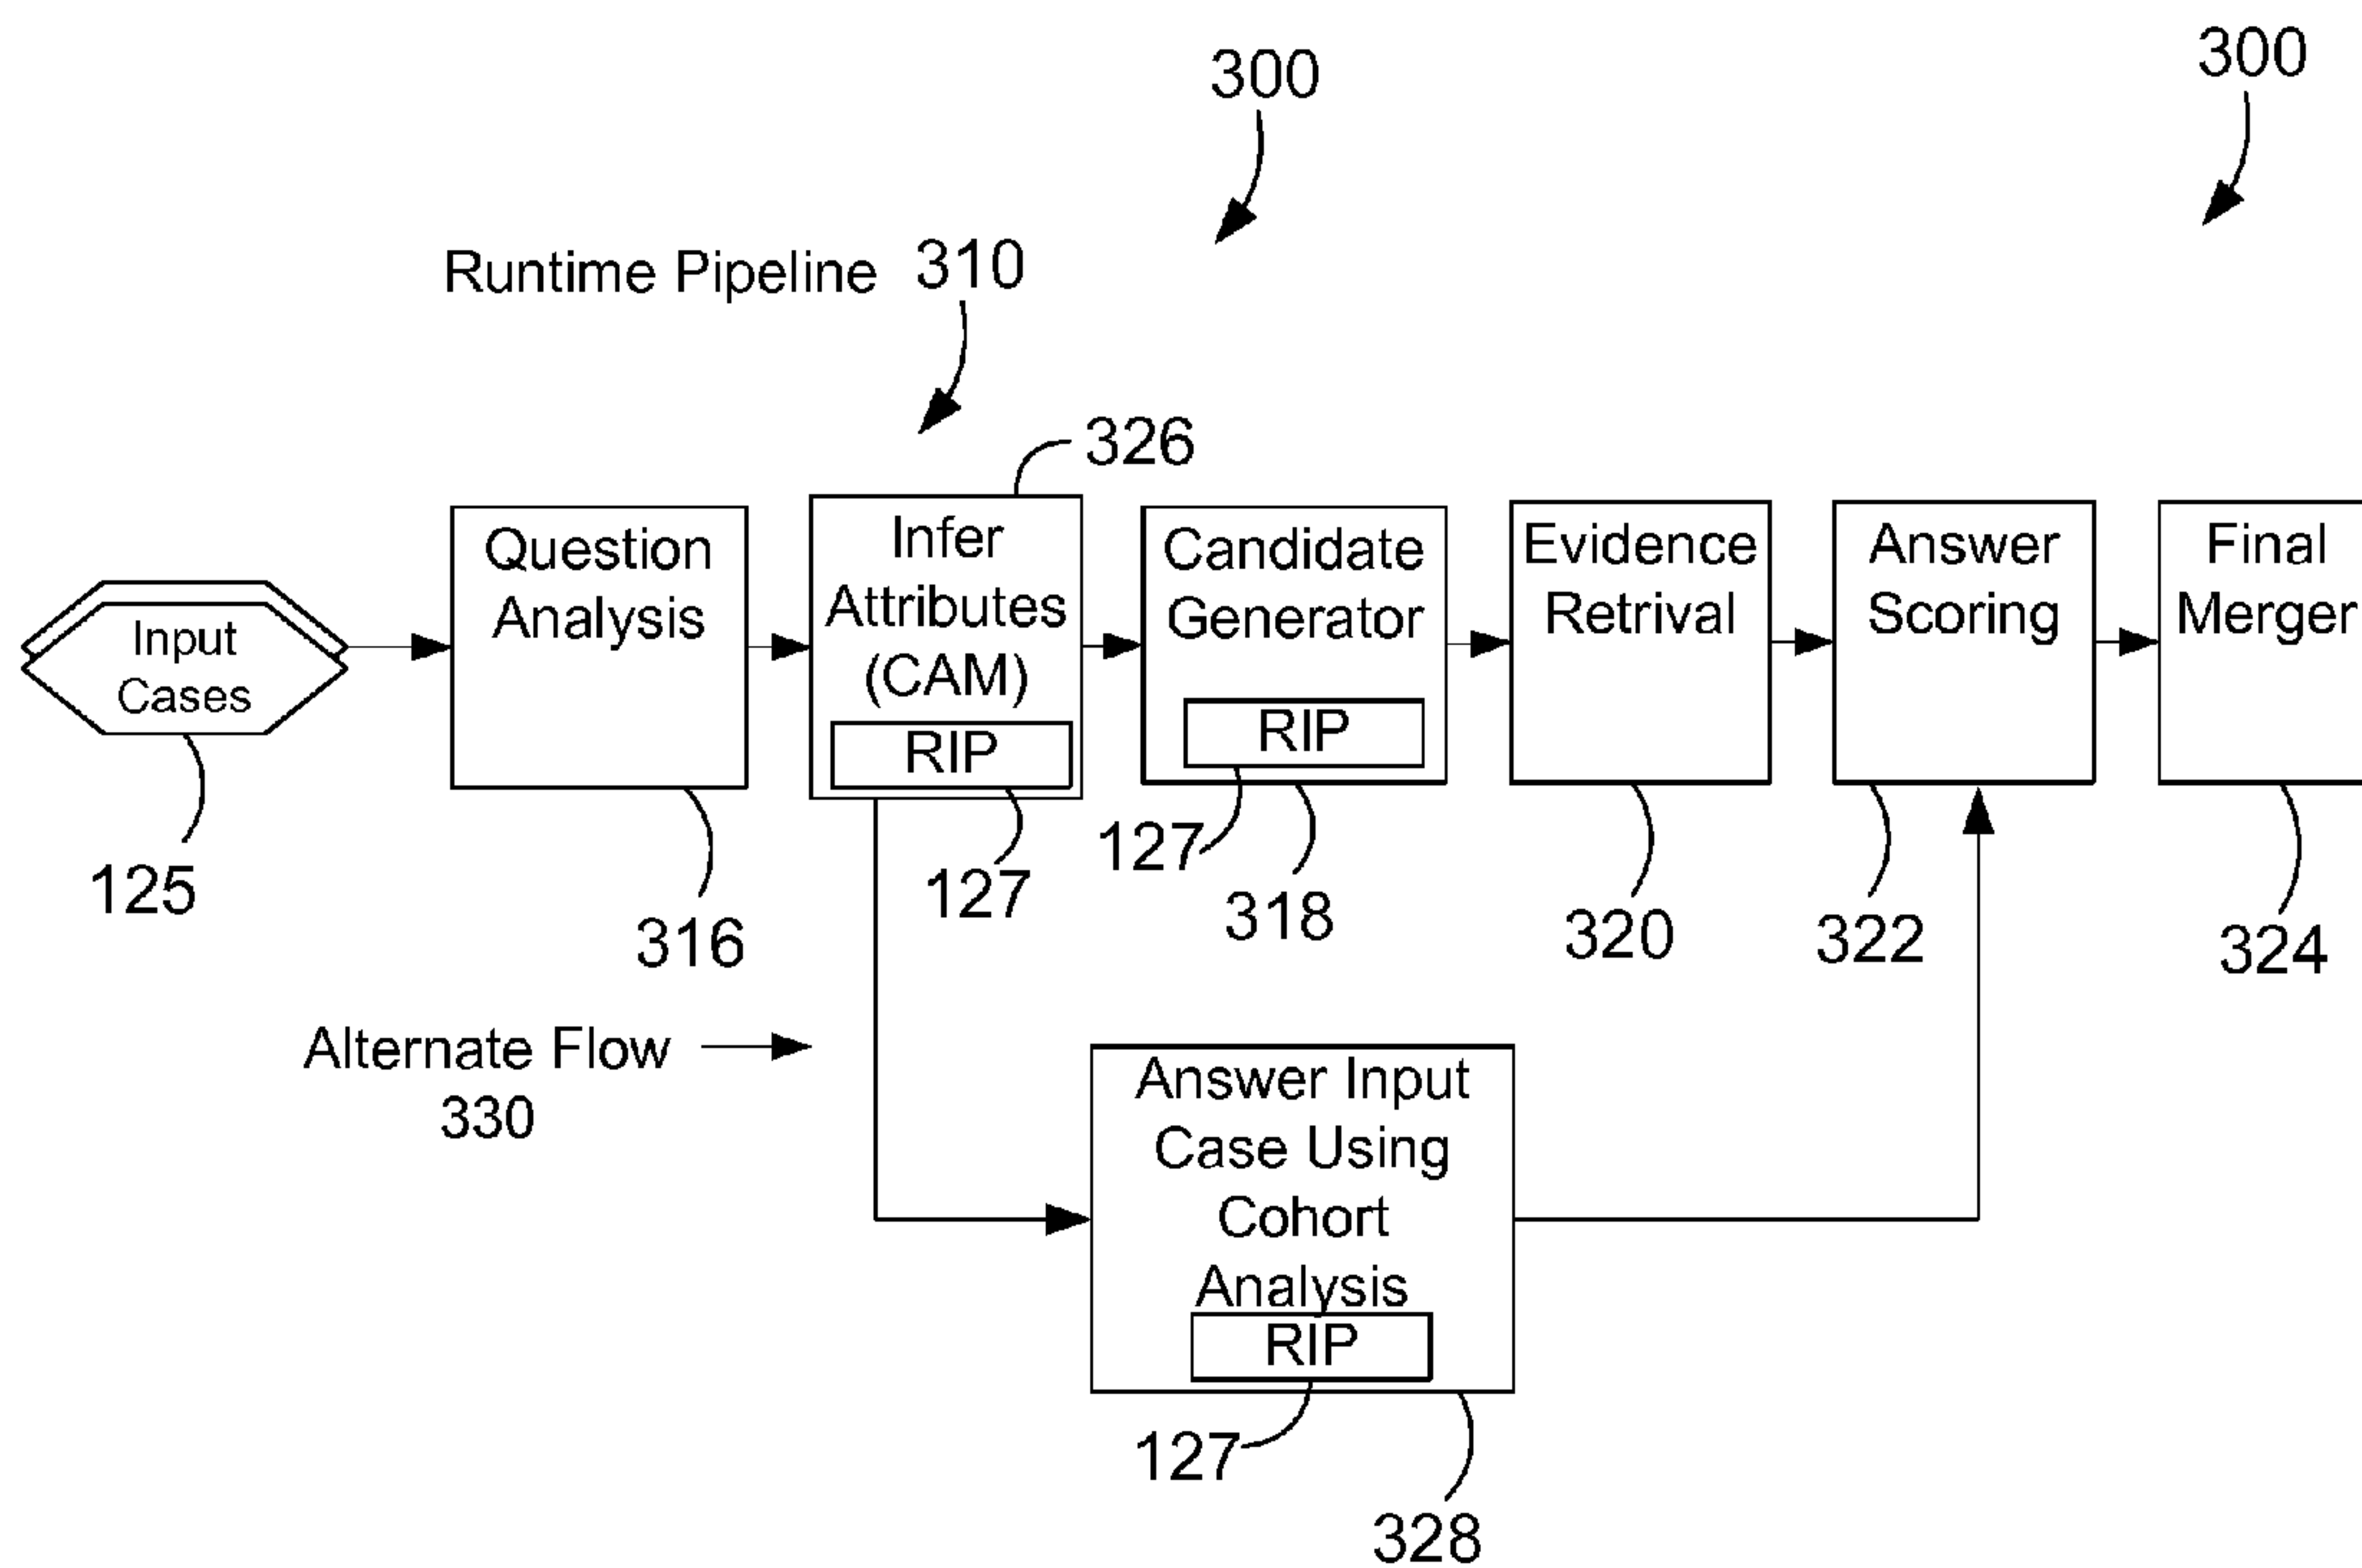 300
300
Runtime Pipeline 310
326
Input
Cases
125
Question
Analysis
316
Infer
Attributes
(CAM)
RIP
127
Candidate
Generator
RIP
127
318
Evidence
Retrival
320
Answer
Scoring
322
Final
Merger
324
Alternate Flow
330
Answer Input
Case Using
Cohort
Analysis
RIP
127
328